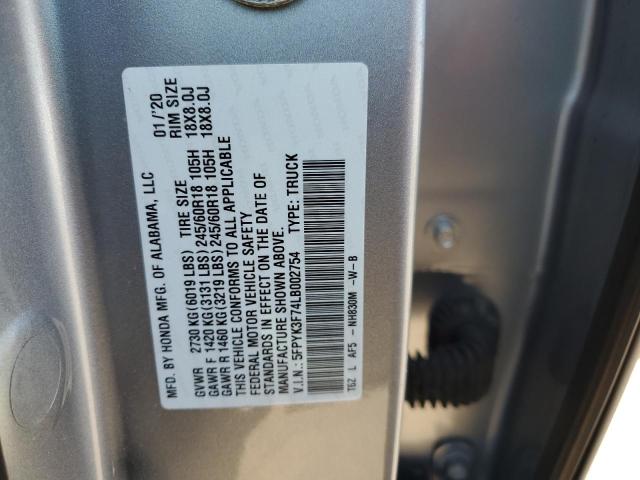 MFD. BY HONDA MFG. OF ALABAMA, LLC 01/'20
GVWR 2730 KG (6019 LBS) TIRE SIZE RIM SIZE
GAWR F 1420 KG (3131 LBS) 245/60R18 105H 18X8.0J
GAWR R 1460 KG (3219 LBS) 245/60R18 105H 18X8.0J
THIS VEHICLE CONFORMS TO ALL APPLICABLE
FEDERAL MOTOR VEHICLE SAFETY
STANDARDS IN EFFECT ON THE DATE OF
MANUFACTURE SHOWN ABOVE.
V.I.N.: 5FPYK3F74LB002754 TYPE: TRUCK
T6Z L AF5 - NH830M -W-B